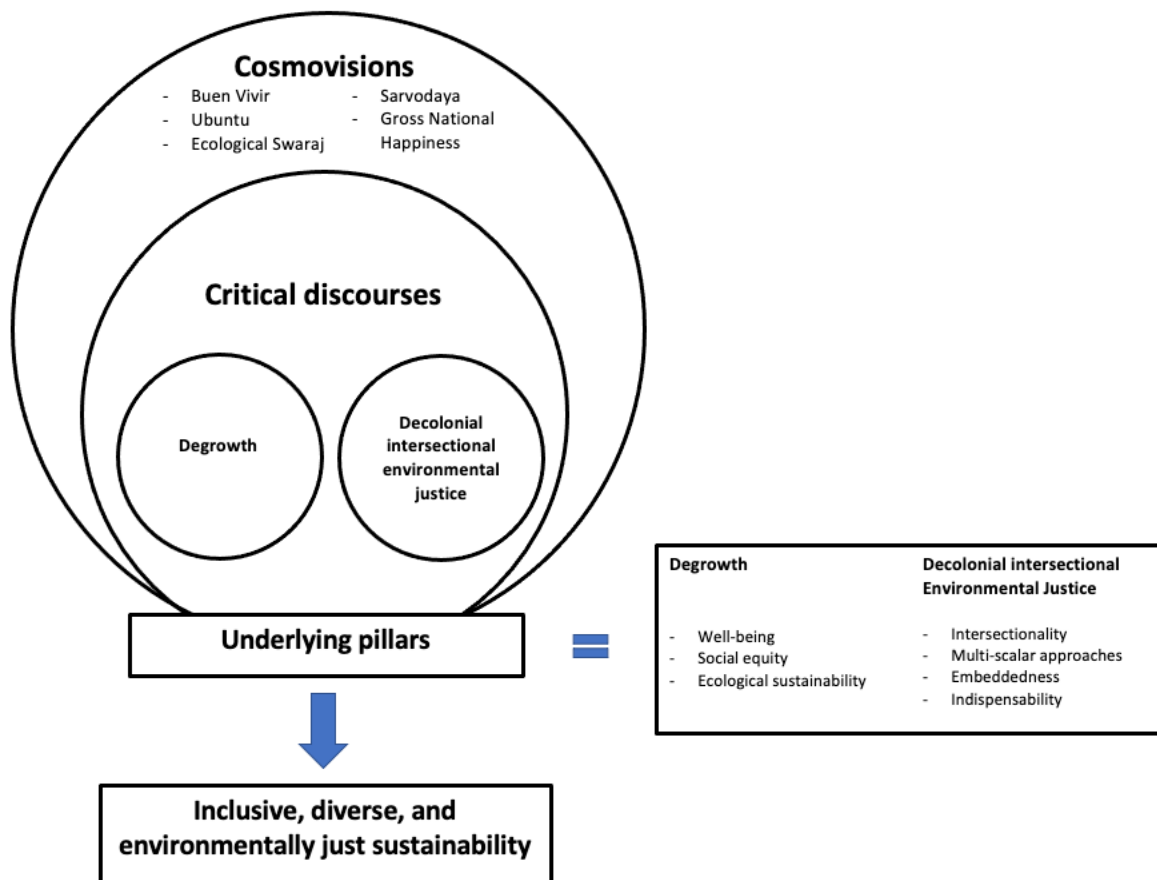 Cosmovisions
- Buen Vivir
- Ubuntu
- Ecological Swaraj
- Sarvodaya
- Gross National
Happiness
Critical discourses
Degrowth
Decolonial
intersectional
environmental
justice
Underlying pillars
Degrowth
- Well-being
- Social equity
- Ecological sustainability
Decolonial intersectional
Environmental Justice
- Intersectionality
- Multi-scalar approaches
- Embeddedness
- Indispensability
Inclusive, diverse, and
environmentally just sustainability